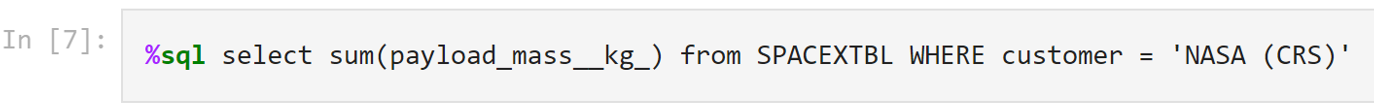 In [7]: %sql select sum(payload_mass__kg_) from SPACEXTBL WHERE customer = 'NASA (CRS)'